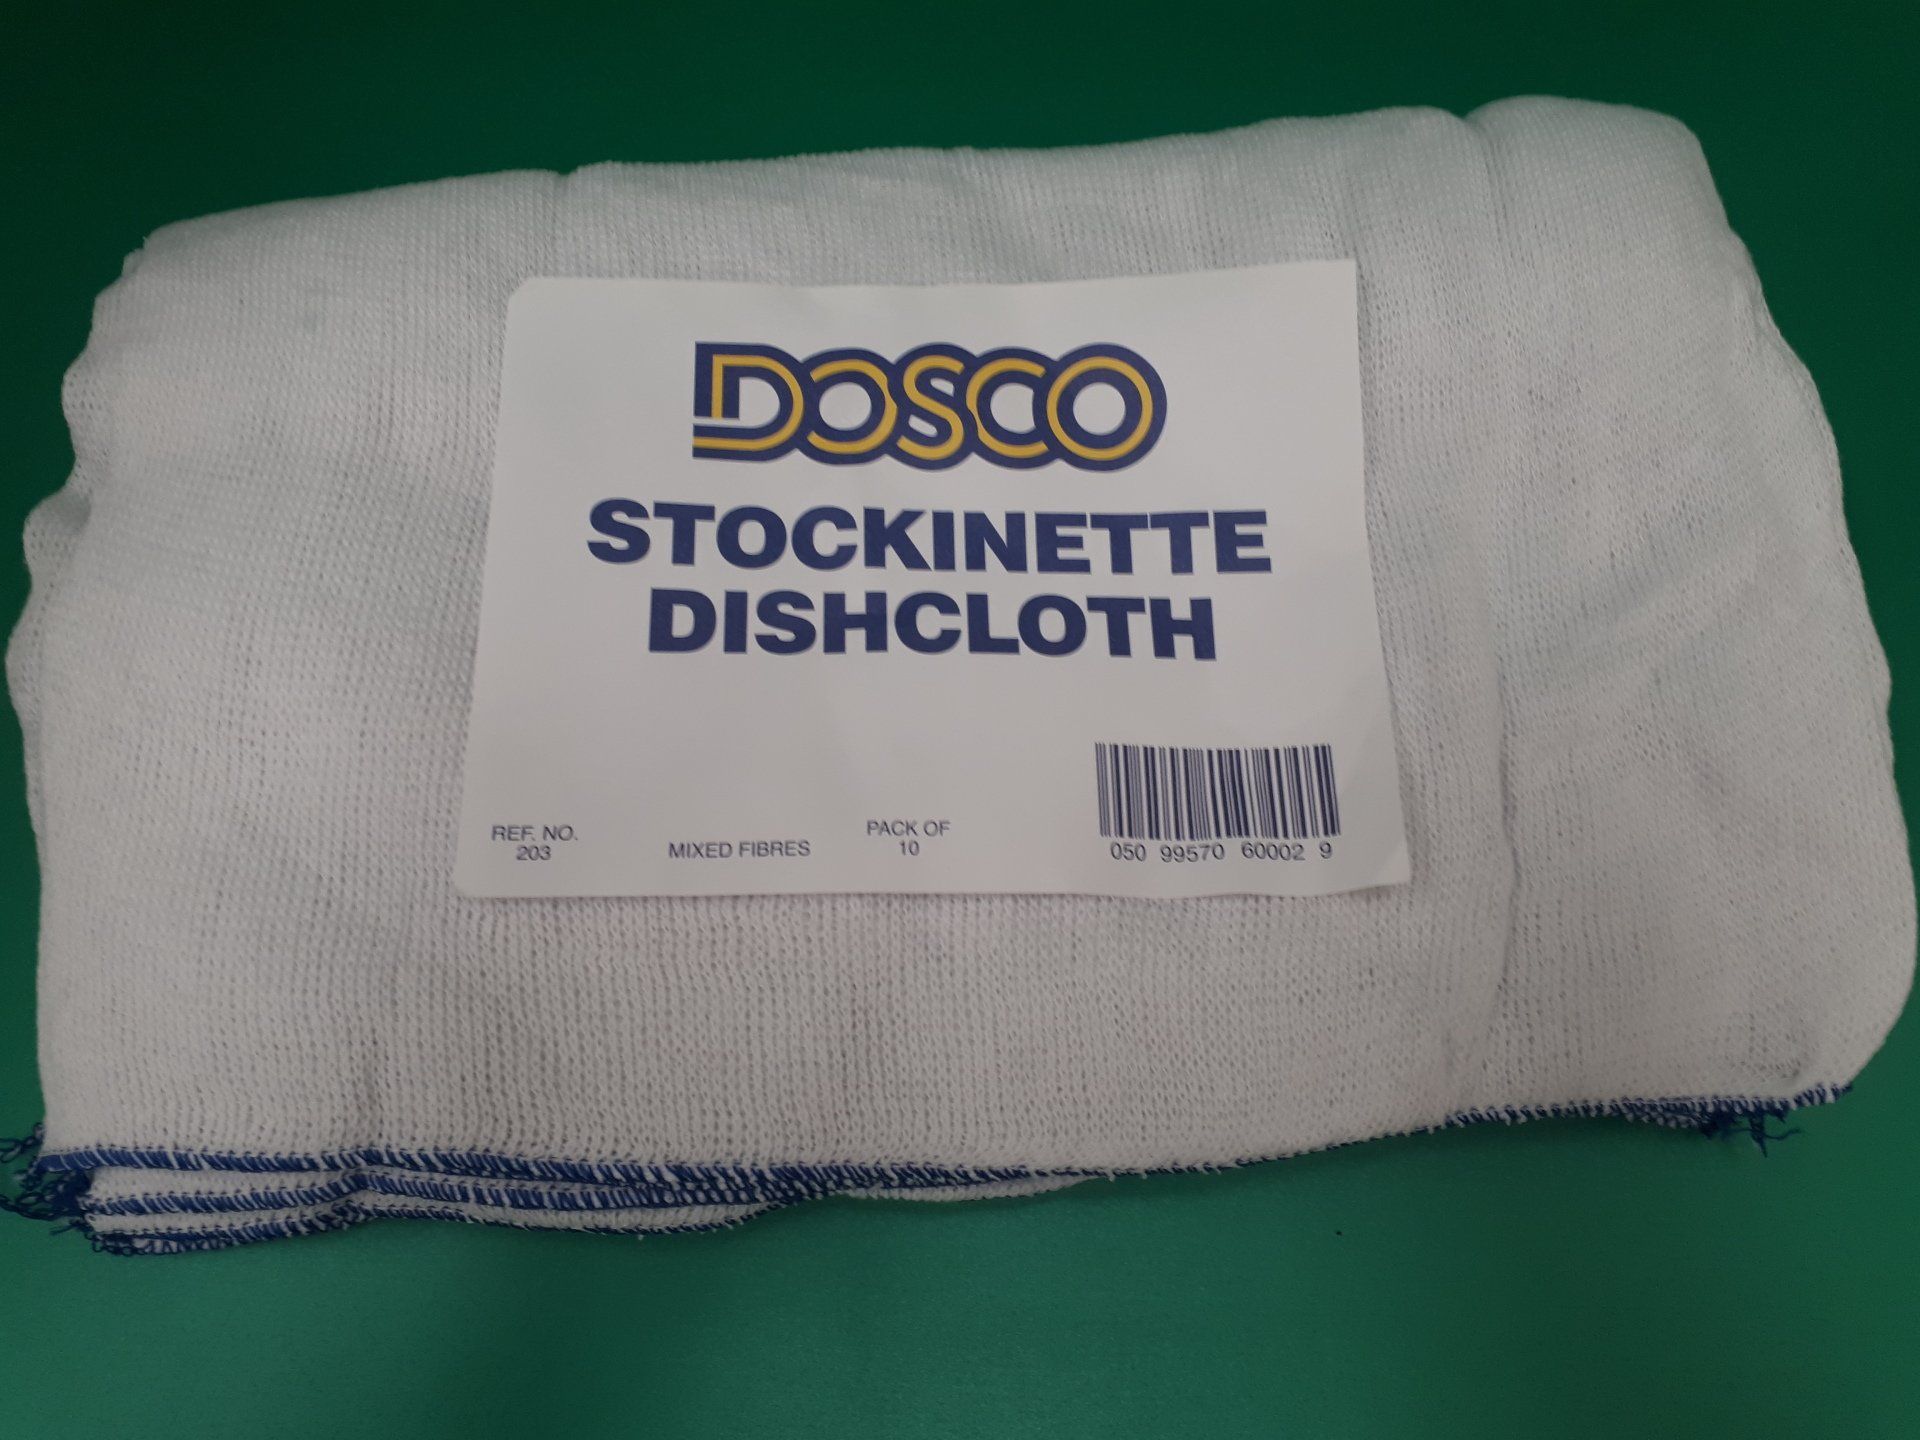 DOSCO
STOCKINETTE
DISHCLOTH
REF. NO.
203
MIXED FIBRES
PACK OF
10
050 99570 60002 9